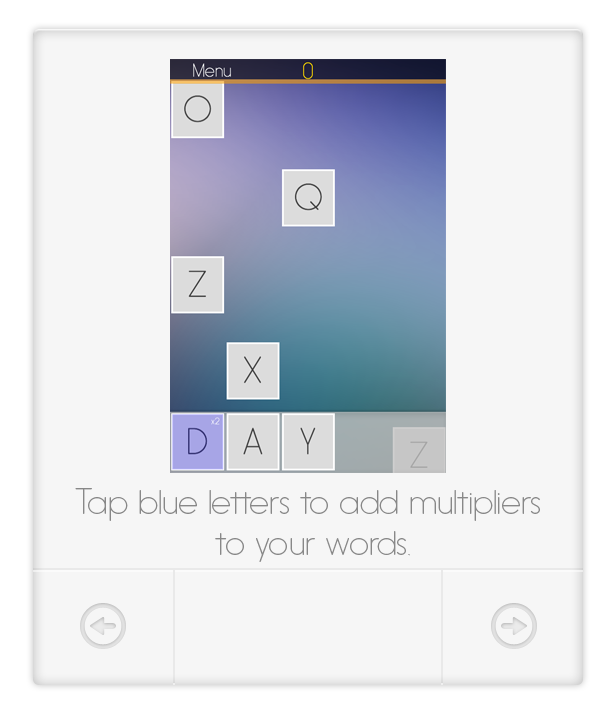 Menu 0
O
Q
Z
X
D x2 A Y Z
Tap blue letters to add multipliers
to your words.